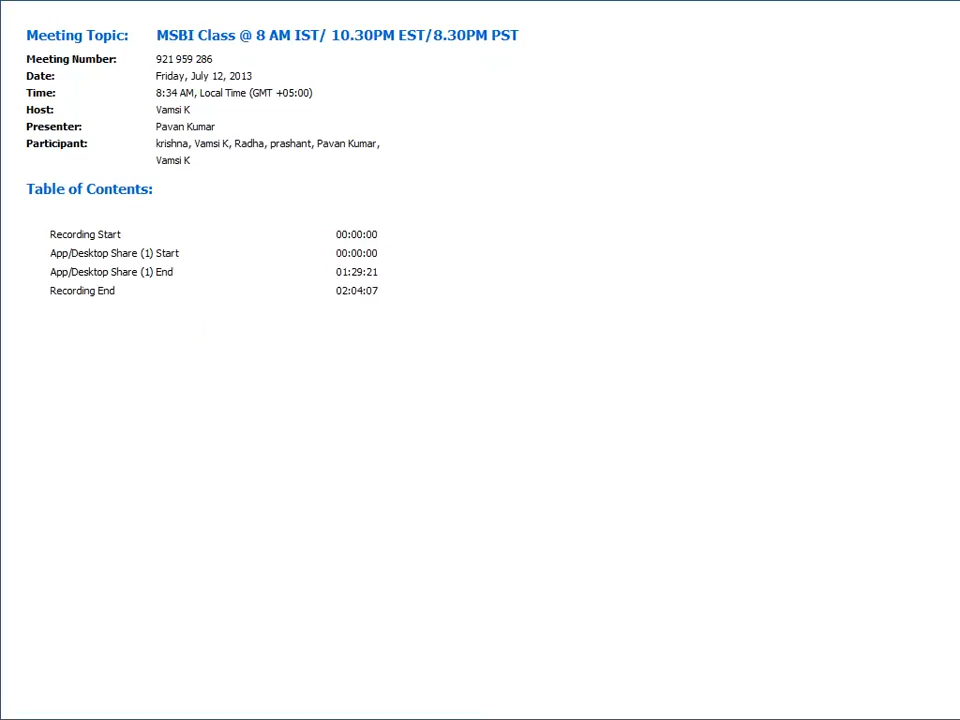 Meeting Topic: MSBI Class @ 8 AM IST/ 10.30PM EST/8.30PM PST
Meeting Number: 921 959 286
Date: Friday, July 12, 2013
Time: 8:34 AM, Local Time (GMT +05:00)
Host: Vamsi K
Presenter: Pavan Kumar
Participant: krishna, Vamsi K, Radha, prashant, Pavan Kumar,
Vamsi K
Table of Contents:
Recording Start 00:00:00
App/Desktop Share (1) Start 00:00:00
App/Desktop Share (1) End 01:29:21
Recording End 02:04:07